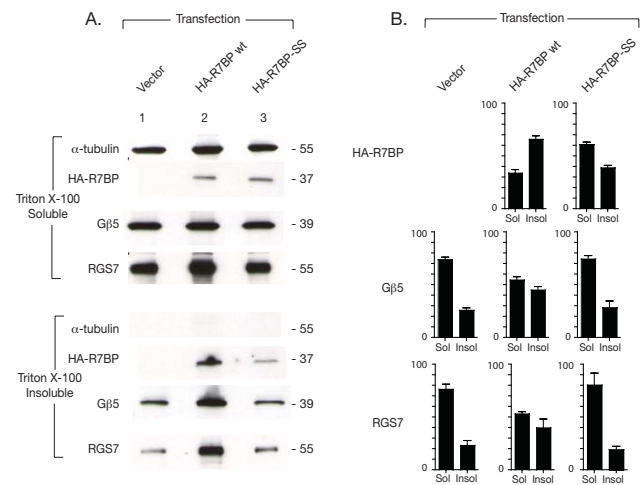 A.
Transfection
Vector
HA-R7BP wt
HA-R7BP-SS
1 2 3
Triton X-100
Soluble
α-tubulin - 55
HA-R7BP - 37
Gβ5 - 39
RGS7 - 55
Triton X-100
Insoluble
α-tubulin - 55
HA-R7BP - 37
Gβ5 - 39
RGS7 - 55
B.
Transfection
Vector
HA-R7BP wt
HA-R7BP-SS
HA-R7BP
100 100
0 0
Sol Insol Sol Insol
Gβ5
100 100 100
0 0 0
Sol Insol Sol Insol Sol Insol
RGS7
100 100 100
0 0 0
Sol Insol Sol Insol Sol Insol